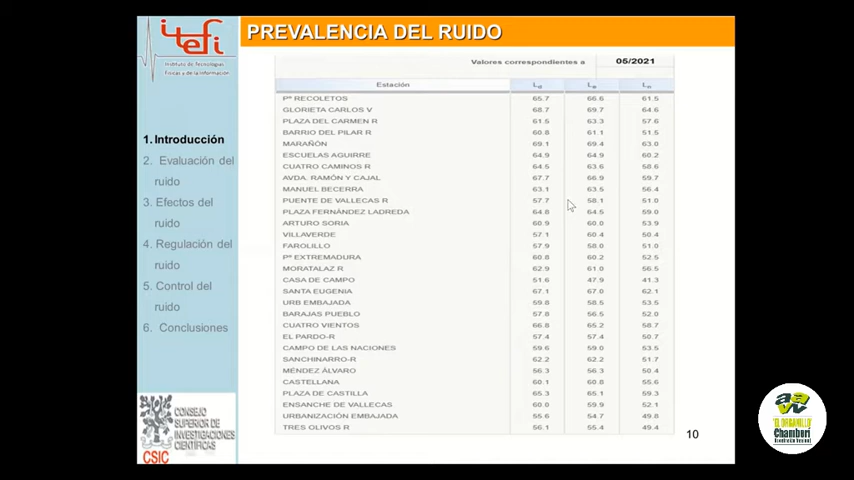 itefi
Instituto de Tecnologías
Físicas y de la Información
PREVALENCIA DEL RUIDO
1. Introducción
2. Evaluación del
ruido
3. Efectos del
ruido
4. Regulación del
ruido
5. Control del
ruido
6. Conclusiones
Valores correspondientes a 05/2021
Estación Ld Le Ln
Pº RECOLETOS 65.7 66.6 61.5
GLORIETA CARLOS V 68.7 69.7 64.6
PLAZA DEL CARMEN R 61.5 63.3 57.6
BARRIO DEL PILAR R 60.8 61.1 51.5
MARAÑÓN 69.1 69.4 63.0
ESCUELAS AGUIRRE 64.9 64.9 60.2
CUATRO CAMINOS R 64.5 63.6 58.6
AVDA. RAMÓN Y CAJAL 67.7 66.9 59.7
MANUEL BECERRA 63.1 63.5 56.4
PUENTE DE VALLECAS R 57.7 58.1 51.0
PLAZA FERNÁNDEZ LADREDA 64.8 64.5 59.0
ARTURO SORIA 60.9 60.0 53.9
VILLAVERDE 57.1 60.4 50.4
FAROLILLO 57.9 58.0 51.0
Pº EXTREMADURA 60.8 60.2 52.5
MORATALAZ R 62.9 61.0 56.5
CASA DE CAMPO 51.6 47.9 41.3
SANTA EUGENIA 67.1 67.0 62.1
URB EMBAJADA 59.8 58.5 53.5
BARAJAS PUEBLO 57.8 56.5 52.0
CUATRO VIENTOS 66.8 65.2 58.7
EL PARDO-R 57.4 57.4 50.7
CAMPO DE LAS NACIONES 59.6 59.0 53.5
SANCHINARRO-R 62.2 62.2 51.7
MÉNDEZ ÁLVARO 56.3 56.3 50.4
CASTELLANA 60.1 60.8 55.6
PLAZA DE CASTILLA 65.3 65.1 59.3
ENSANCHE DE VALLECAS 60.0 59.9 52.1
URBANIZACIÓN EMBAJADA 55.6 54.7 49.8
TRES OLIVOS R 56.1 55.4 49.4
CONSEJO
SUPERIOR DE
INVESTIGACIONES
CIENTÍFICAS
CSIC
10
"EL ORGANILLO"
Chamberí